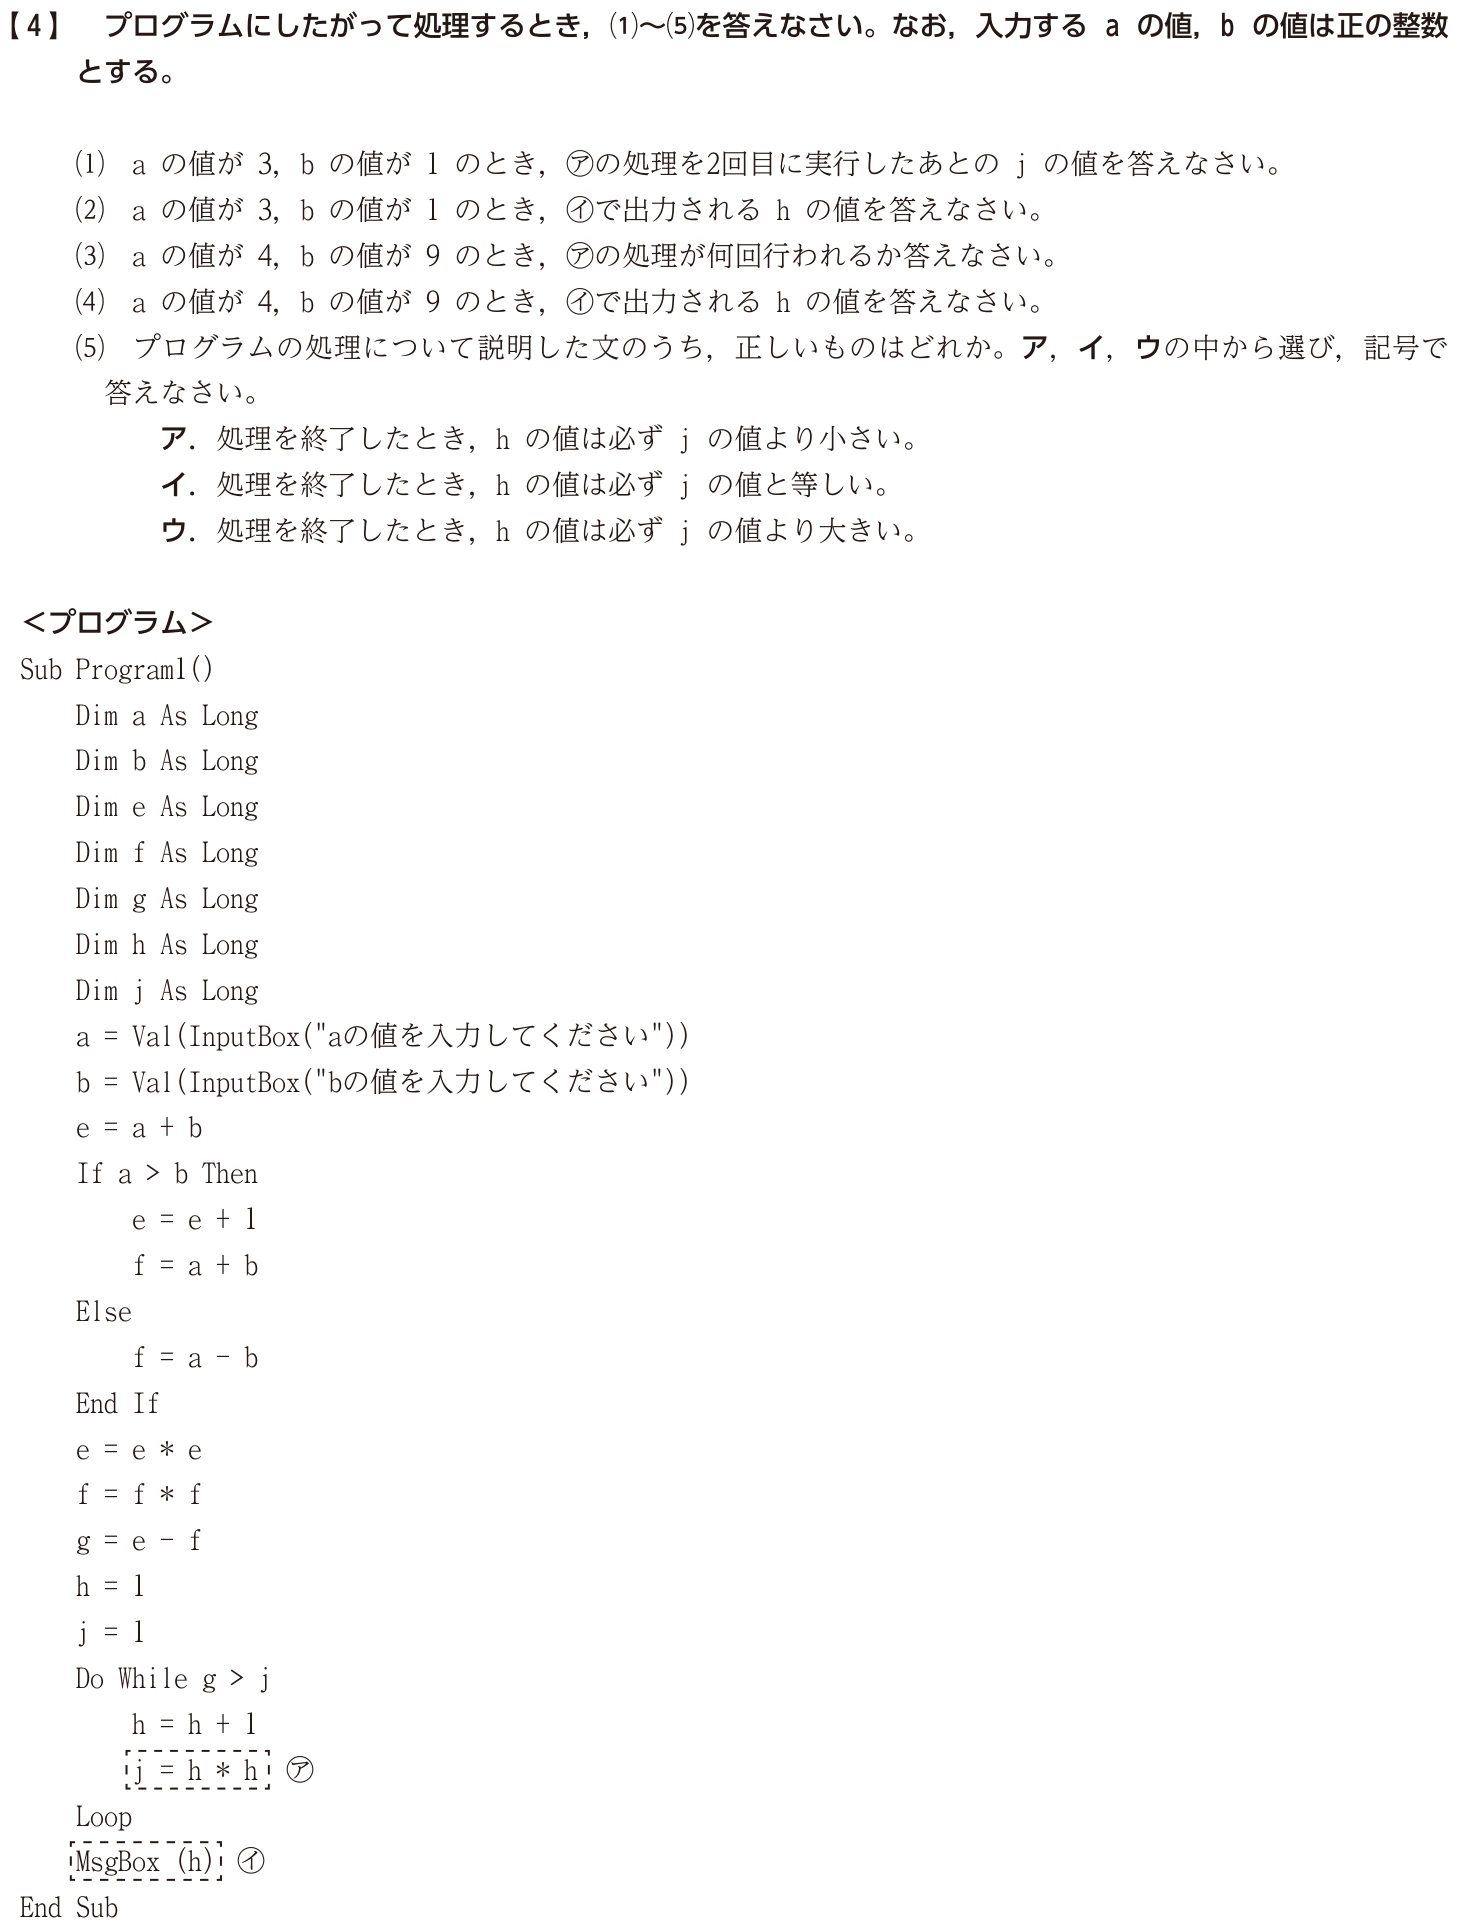 【4】　プログラムにしたがって処理するとき，⑴～⑸を答えなさい。なお，入力する a の値，b の値は正の整数
とする。
⑴　a の値が 3，b の値が 1 のとき，㋐の処理を2回目に実行したあとの j の値を答えなさい。
⑵　a の値が 3，b の値が 1 のとき，㋑で出力される h の値を答えなさい。
⑶　a の値が 4，b の値が 9 のとき，㋐の処理が何回行われるか答えなさい。
⑷　a の値が 4，b の値が 9 のとき，㋑で出力される h の値を答えなさい。
⑸　プログラムの処理について説明した文のうち，正しいものはどれか。ア，イ，ウの中から選び，記号で
答えなさい。
ア．処理を終了したとき，h の値は必ず j の値より小さい。
イ．処理を終了したとき，h の値は必ず j の値と等しい。
ウ．処理を終了したとき，h の値は必ず j の値より大きい。
＜プログラム＞
Sub Program1()
Dim a As Long
Dim b As Long
Dim e As Long
Dim f As Long
Dim g As Long
Dim h As Long
Dim j As Long
a = Val(InputBox("aの値を入力してください"))
b = Val(InputBox("bの値を入力してください"))
e = a + b
If a > b Then
e = e + 1
f = a + b
Else
f = a - b
End If
e = e * e
f = f * f
g = e - f
h = 1
j = 1
Do While g > j
h = h + 1
j = h * h ㋐
Loop
MsgBox (h) ㋑
End Sub